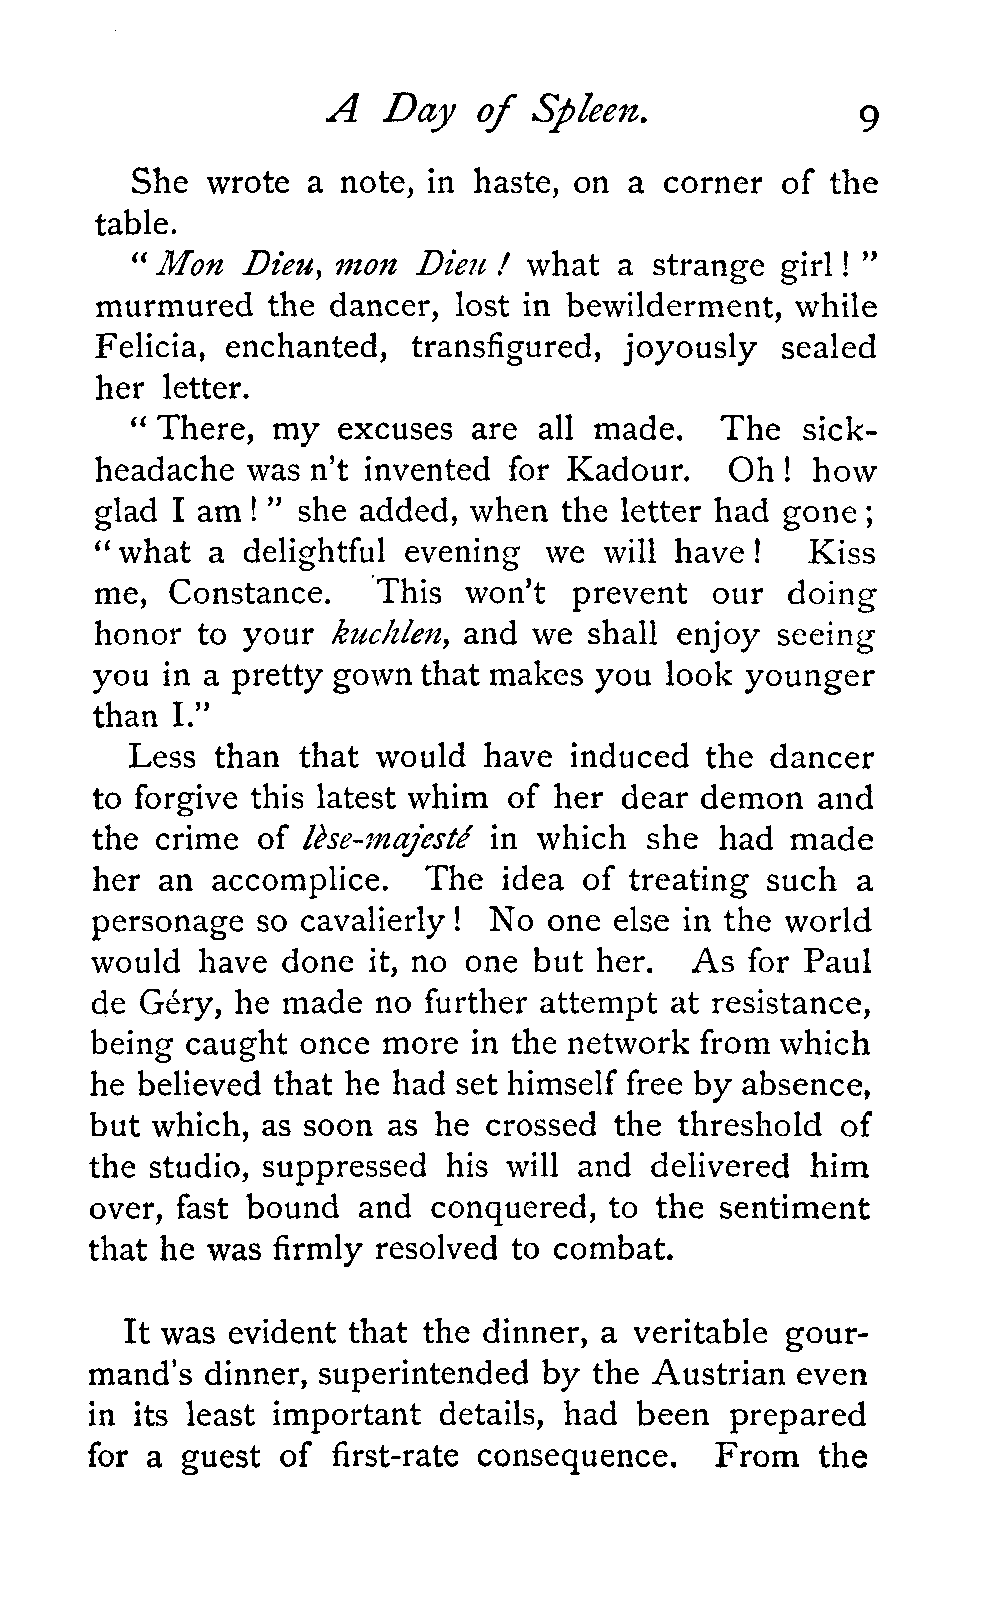 A Day of Spleen. 9
She wrote a note, in haste, on a corner of the
table.
“ Mon Dieu, mon Dieu ! what a strange girl ! ”
murmured the dancer, lost in bewilderment, while
Felicia, enchanted, transfigured, joyously sealed
her letter.
“ There, my excuses are all made. The sick-
headache was n't invented for Kadour. Oh ! how
glad I am ! ” she added, when the letter had gone ;
“ what a delightful evening we will have ! Kiss
me, Constance. This won't prevent our doing
honor to your kuchlen, and we shall enjoy seeing
you in a pretty gown that makes you look younger
than I.”
Less than that would have induced the dancer
to forgive this latest whim of her dear demon and
the crime of lèse-majesté in which she had made
her an accomplice. The idea of treating such a
personage so cavalierly ! No one else in the world
would have done it, no one but her. As for Paul
de Géry, he made no further attempt at resistance,
being caught once more in the network from which
he believed that he had set himself free by absence,
but which, as soon as he crossed the threshold of
the studio, suppressed his will and delivered him
over, fast bound and conquered, to the sentiment
that he was firmly resolved to combat.
It was evident that the dinner, a veritable gour-
mand's dinner, superintended by the Austrian even
in its least important details, had been prepared
for a guest of first-rate consequence. From the